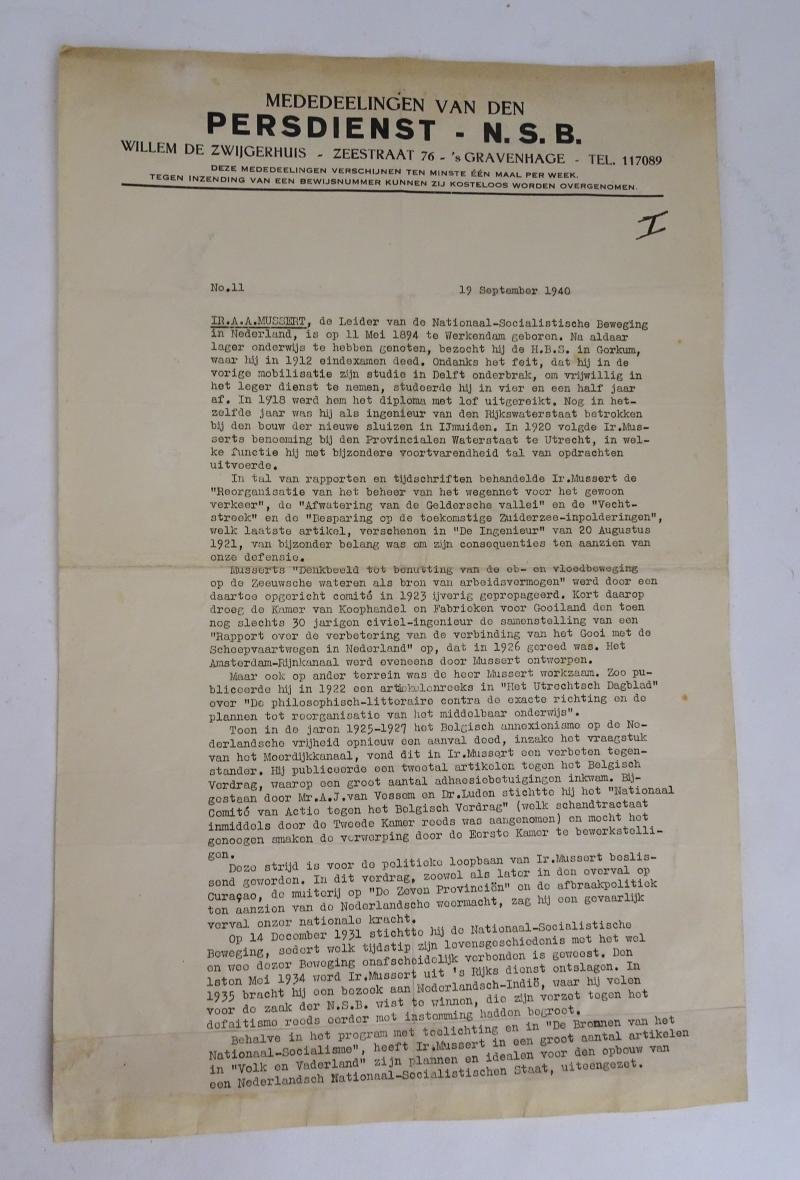 MEDEDEELINGEN VAN DEN
PERSDIENST - N.S.B.
WILLEM DE ZWIJGERHUIS - ZEESTRAAT 76 - 's GRAVENHAGE - TEL. 117089
DEZE MEDEDEELINGEN VERSCHIJNEN TEN MINSTE ÉÉN MAAL PER WEEK.
TEGEN INZENDING VAN EEN BEWIJSNUMMER KUNNEN ZIJ KOSTELOOS WORDEN OVERGENOMEN.
I
No.11 19 September 1940
IR.A.A.MUSSERT, de Leider van de Nationaal-Socialistische Beweging
in Nederland, is op 11 Mei 1894 te Werkendam geboren. Na aldaar
lager onderwijs te hebben genoten, bezocht hij de H.B.S. in Gorkum,
waar hij in 1912 eindexamen deed. Ondanks het feit, dat hij in de
vorige mobilisatie zijn studie in Delft onderbrak, om vrijwillig in
het leger dienst te nemen, studeerde hij in vier en een half jaar
af. In 1918 werd hem het diploma met lof uitgereikt. Nog in het-
zelfde jaar was hij als ingenieur van den Rijkswaterstaat betrokken
bij den bouw der nieuwe sluizen in IJmuiden. In 1920 volgde Ir.Mus-
serts benoeming bij den Provincialen Waterstaat te Utrecht, in wel-
ke functie hij met bijzondere voortvarendheid tal van opdrachten
uitvoerde.
In tal van rapporten en tijdschriften behandelde Ir.Mussert de
"Reorganisatie van het beheer van het wegennet voor het gewoon
verkeer", de "Afwatering van de Geldersche vallei" en de "Vecht-
streek" en de "Besparing op de toekomstige Zuiderzee-inpolderingen",
welk laatste artikel, verschenen in "De Ingenieur" van 20 Augustus
1921, van bijzonder belang was om zijn consequenties ten aanzien van
onze defensie.
Musserts "Denkbeeld tot benutting van de eb- en vloedbeweging
op de Zeeuwsche wateren als bron van arbeidsvermogen" werd door een
daartoe opgericht comité in 1923 ijverig gepropageerd. Kort daarop
droeg de Kamer van Koophandel en Fabrieken voor Gooiland den toen
nog slechts 30 jarigen civiel-ingenieur de samenstelling van een
"Rapport over de verbetering van de verbinding van het Gooi met de
Scheepvaartwegen in Nederland" op, dat in 1926 gereed was. Het
Amsterdam-Rijnkanaal werd eveneens door Mussert ontworpen.
Maar ook op ander terrein was de heer Mussert werkzaam. Zoo pu-
bliceerde hij in 1922 een artikelenreeks in "Het Utrechtsch Dagblad"
over "De philosophisch-litteraire contra de exacte richting en de
plannen tot reorganisatie van het middelbaar onderwijs".
Toen in de jaren 1925-1927 het Belgisch annexionisme op de Ne-
derlandsche vrijheid opnieuw een aanval deed, inzake het vraagstuk
van het Moerdijkkanaal, vond dit in Ir.Mussert een verbeten tegen-
stander. Hij publiceerde een tweetal artikelen tegen het Belgisch
Verdrag, waarop een groot aantal adhaesiebetuigingen inkwam. Bij-
gestaan door Mr.A.J.van Vessem en Dr.Luden stichtte hij het "Nationaal
Comité van Actie tegen het Belgisch Verdrag" (welk schandtractaat
inmiddels door de Tweede Kamer reeds was aangenomen) en mocht het
genoegen smaken de verwerping door de Eerste Kamer te bewerkstelli-
gen.
Deze strijd is voor de politieke loopbaan van Ir.Mussert beslis-
send geworden. In dit verdrag, zoowel als later in den overval op
Curaçao, de muiterij op "De Zeven Provinciën" en de afbraakpolitiek
ten aanzien van de Nederlandsche weermacht, zag hij een gevaarlijk
verval onzer nationale kracht.
Op 14 December 1931 stichtte hij de Nationaal-Socialistische
Beweging, sedert welk tijdstip zijn levensgeschiedenis met het wel
en wee dezer Beweging onafscheidelijk verbonden is geweest. Den
1sten Mei 1934 werd Ir.Mussert uit 's Rijks dienst ontslagen. In
1935 bracht hij een bezoek aan Nederlandsch-Indië, waar hij velen
voor de zaak der N.S.B. wist te winnen, die zijn verzet tegen het
defaitisme reeds eerder met instemming hadden begroet.
Behalve in het program met toelichting en in "De Bronnen van het
Nationaal-Socialisme", heeft Ir.Mussert in een groot aantal artikelen
in "Volk en Vaderland" zijn plannen en idealen voor den opbouw van
een Nederlandsch Nationaal-Socialistischen Staat, uiteengezet.